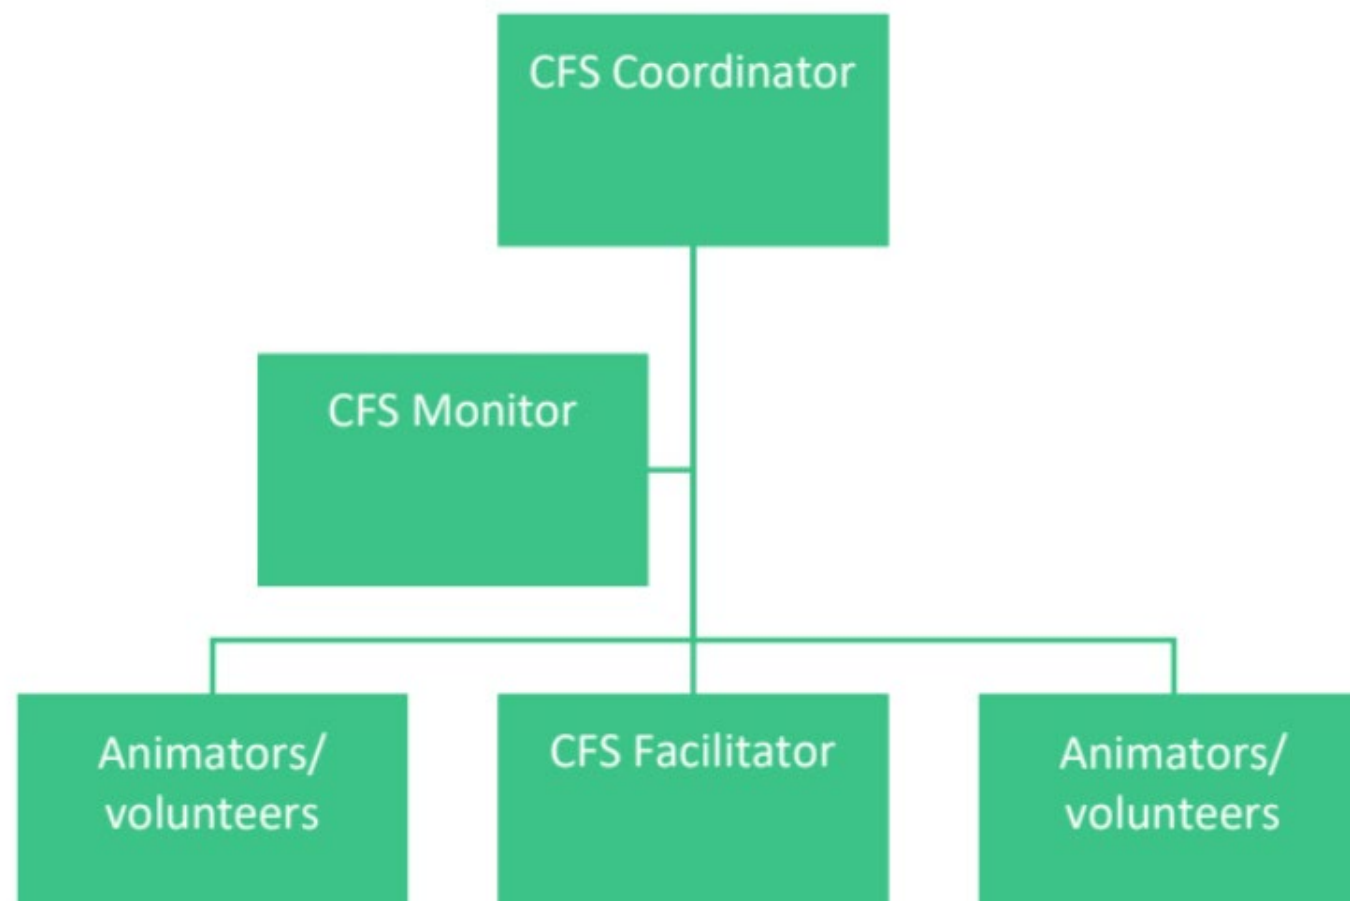 CFS Coordinator
CFS Monitor
Animators/
volunteers
CFS Facilitator
Animators/
volunteers